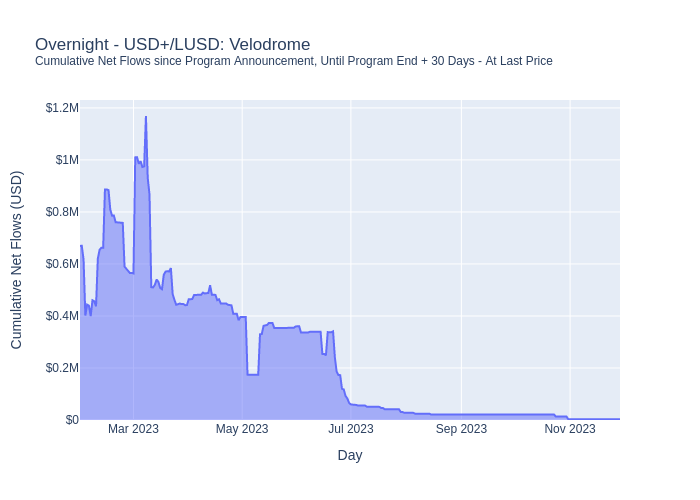 Overnight - USD+/LUSD: Velodrome
Cumulative Net Flows since Program Announcement, Until Program End + 30 Days - At Last Price
$1.2M
$1M
$0.8M
$0.6M
$0.4M
$0.2M
$0
Cumulative Net Flows (USD)
Mar 2023 May 2023 Jul 2023 Sep 2023 Nov 2023
Day